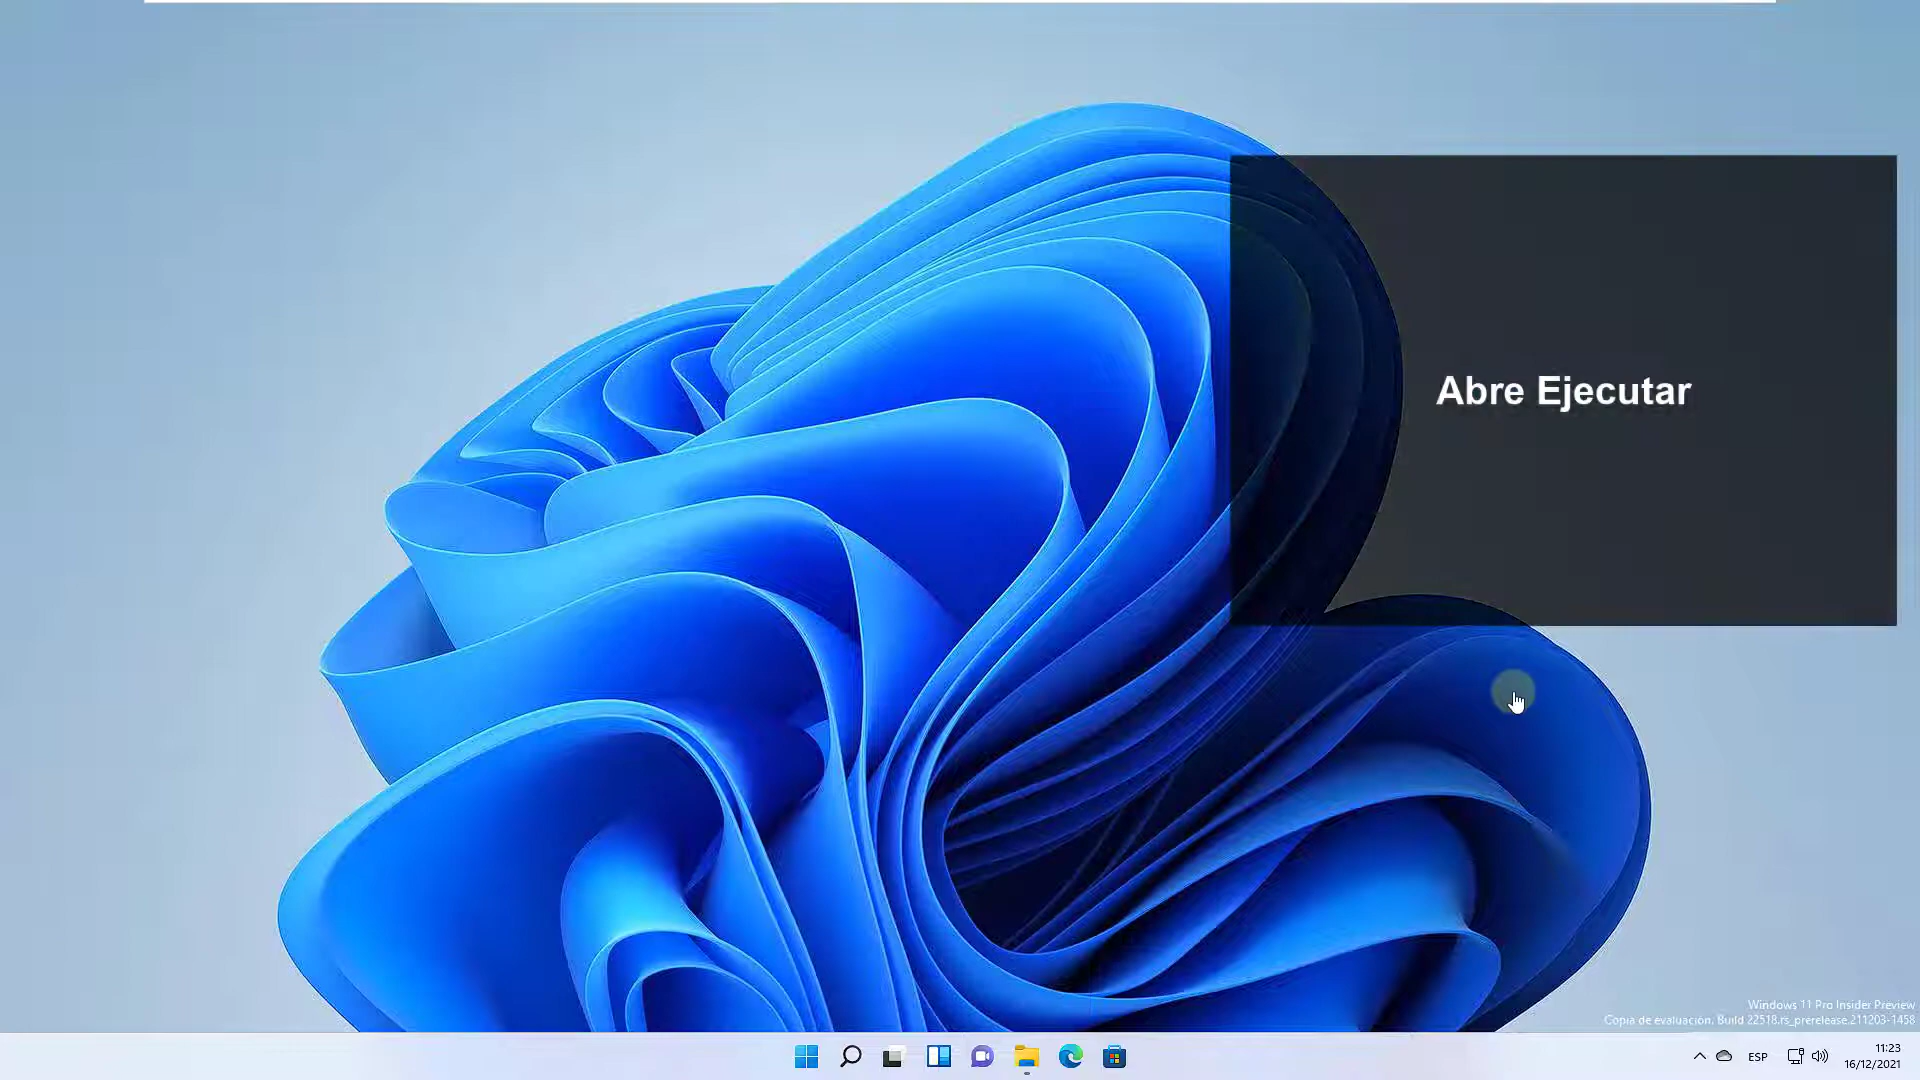 Abre Ejecutar
Windows 11 Pro Insider Preview
Copia de evaluación. Build 22518.rs_prerelease.211203-1458
ESP
11:23
16/12/2021